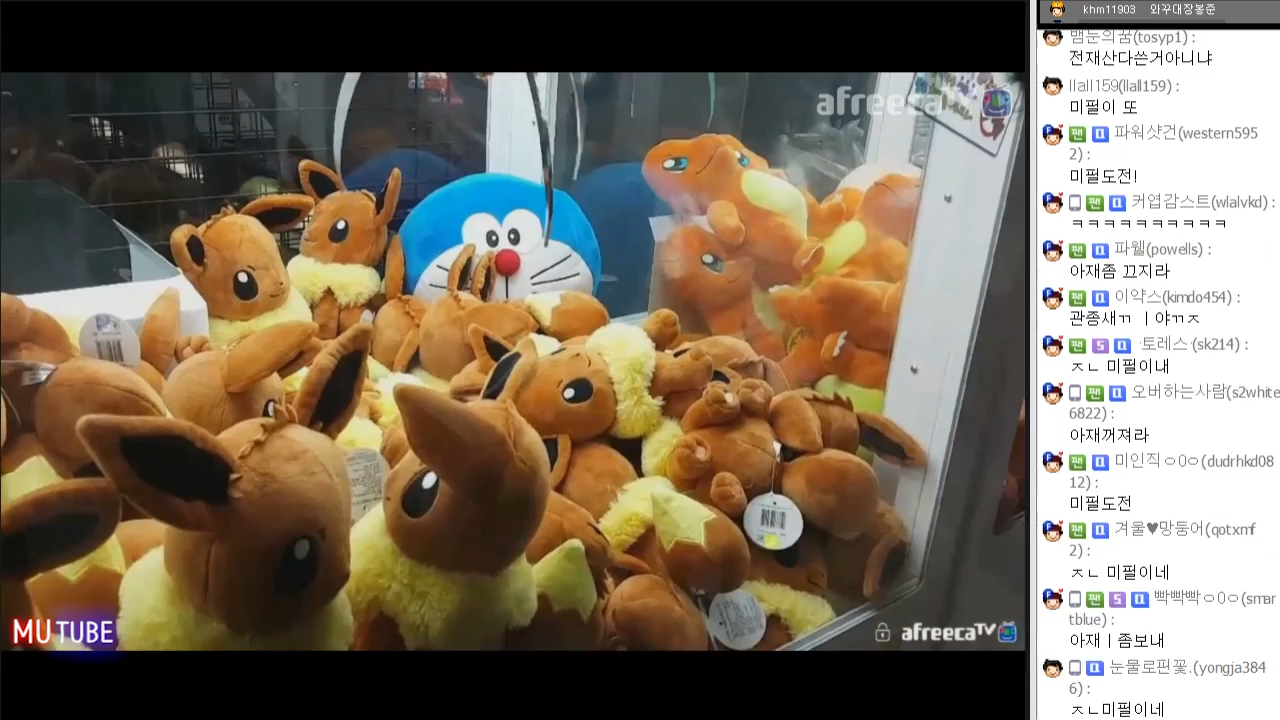 afreecaTV
MUTUBE
afreecaTV
khm11903 와꾸대장봉준
뱀눈의꿈(tosyp1) :
전재산다쓴거아니냐
llall159(llall159) :
미필이 또
파워샷건(western595
2) :
미필도전!
커엽감스트(wlalvkd) :
ㅋㅋㅋㅋㅋㅋㅋㅋㅋㅋ
파웰(powells) :
아재좀 끄지라
이약스(kimdo454) :
관종새ㄲㅣ야ㄲㅈ
·토레스·(sk214) :
ㅈㄴ 미필이내
오버하는사람(s2white
6822) :
아재꺼져라
미인직ㅇ0ㅇ(dudrhkd08
12) :
미필도전
겨울♥망둥어(qotxmf
2) :
ㅈㄴ 미필이네
빡빡빡ㅇ0ㅇ(smar
tblue) :
아재ㅣ좀보내
눈물로핀꽃.(yongja384
6) :
ㅈㄴ미필이네